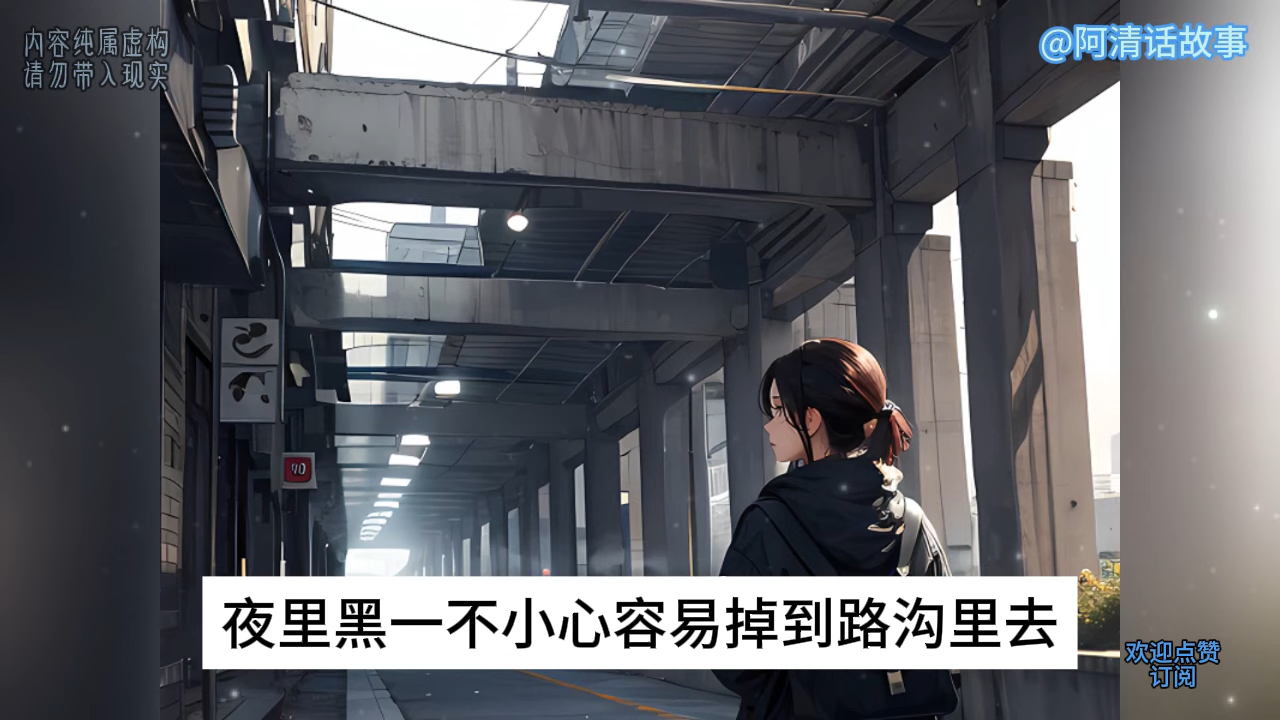 内容纯属虚构
请勿带入现实
@阿清话故事
夜里黑一不小心容易掉到路沟里去
欢迎点赞
订阅